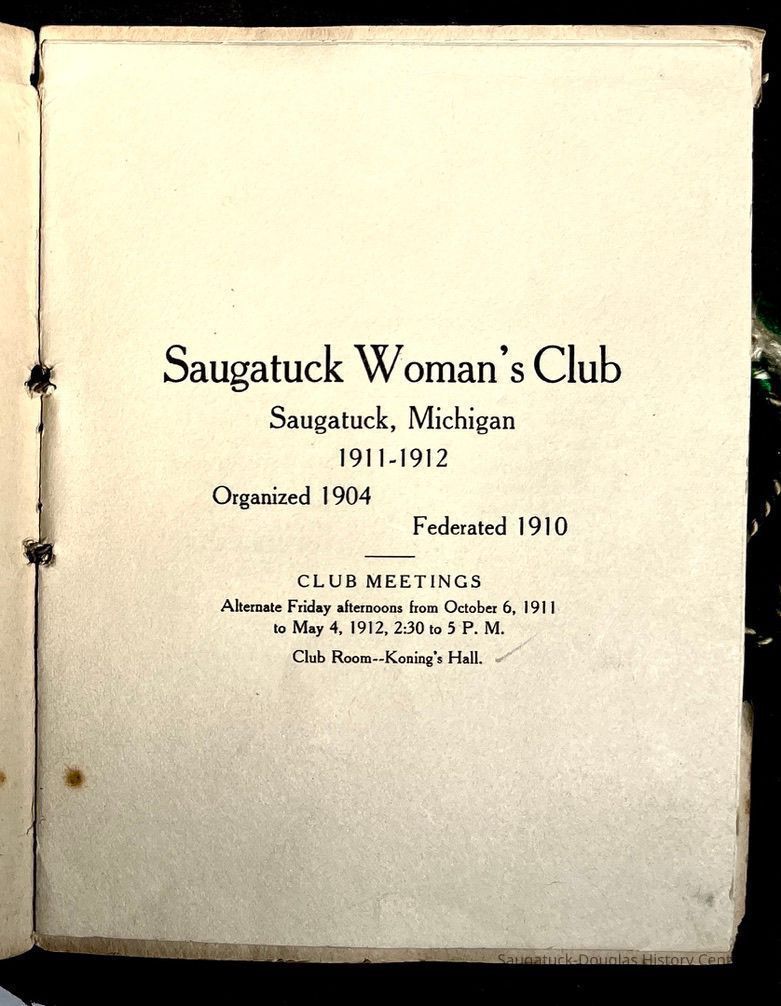 Saugatuck Woman's Club
Saugatuck, Michigan
1911-1912
Organized 1904
Federated 1910
CLUB MEETINGS
Alternate Friday afternoons from October 6, 1911
to May 4, 1912, 2:30 to 5 P. M.
Club Room--Koning's Hall.
Saugatuck-Douglas History Cent